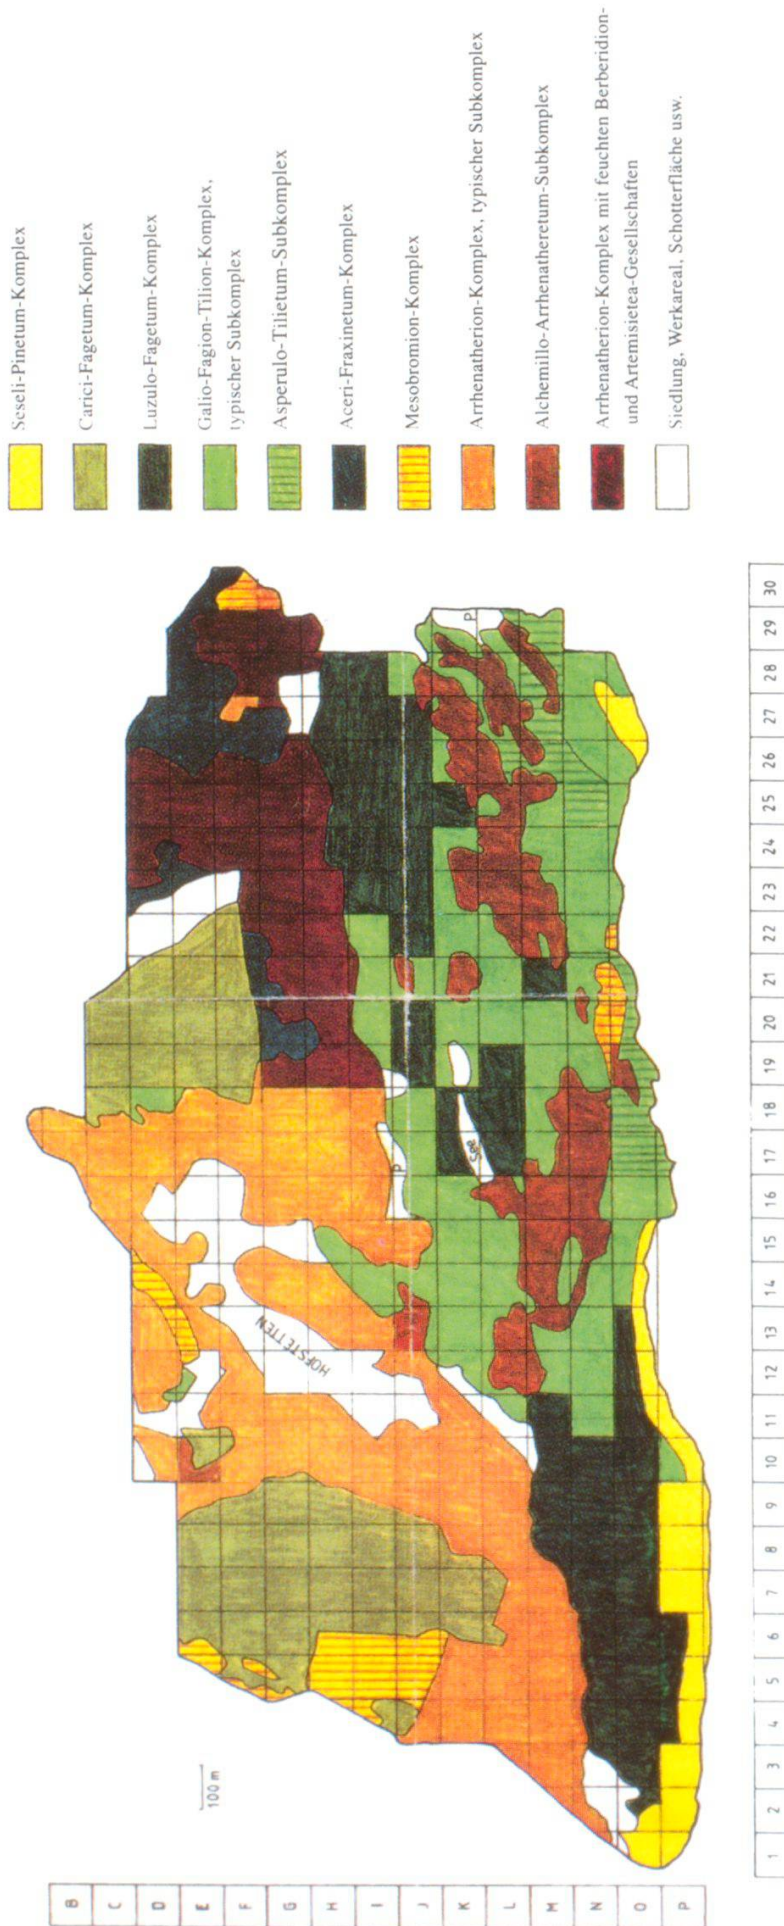 Seseli-Pinetum-Komplex
Carici-Fagetum-Komplex
Luzulo-Fagetum-Komplex
Galio-Fagion-Tilion-Komplex,
typischer Subkomplex
Asperulo-Tilietum-Subkomplex
Aceri-Fraxinetum-Komplex
Mesobromion-Komplex
Arrhenatherion-Komplex, typischer Subkomplex
Alchemillo-Arrhenatheretum-Subkomplex
Arrhenatherion-Komplex mit feuchten Berberidion-
und Artemisietea-Gesellschaften
Siedlung, Werkareal, Schotterfläche usw.
HOFSTETTEN
P
See
P
100 m
B
C
D
E
F
G
H
I
J
K
L
M
N
O
P
1 2 3 4 5 6 7 8 9 10 11 12 13 14 15 16 17 18 19 20 21 22 23 24 25 26 27 28 29 30